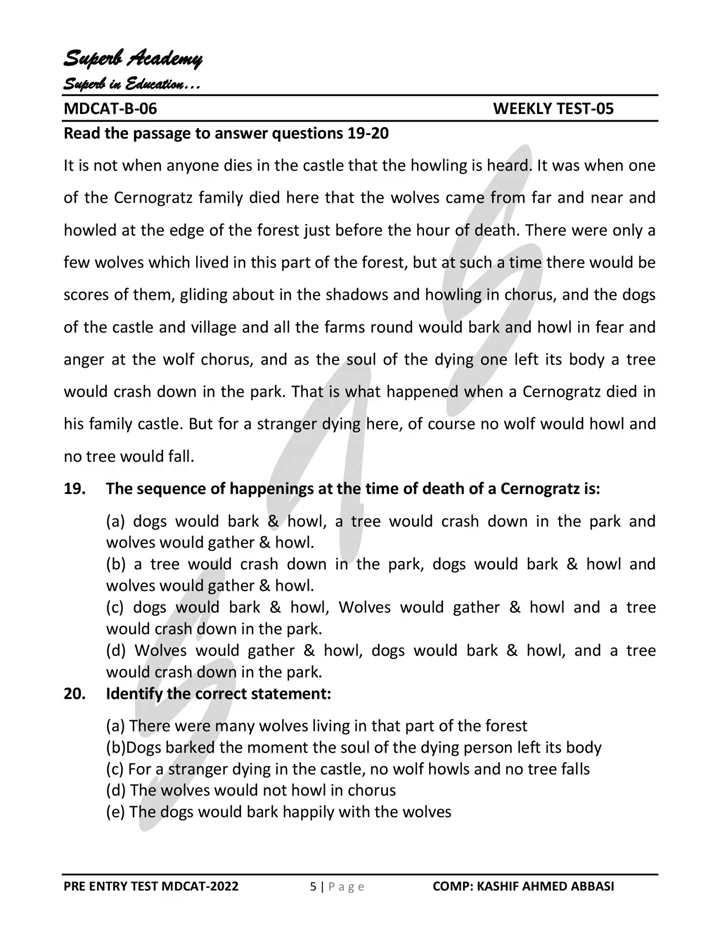 Superb Academy
Superb in Education...
MDCAT-B-06 WEEKLY TEST-05
Read the passage to answer questions 19-20
It is not when anyone dies in the castle that the howling is heard. It was when one
of the Cernogratz family died here that the wolves came from far and near and
howled at the edge of the forest just before the hour of death. There were only a
few wolves which lived in this part of the forest, but at such a time there would be
scores of them, gliding about in the shadows and howling in chorus, and the dogs
of the castle and village and all the farms round would bark and howl in fear and
anger at the wolf chorus, and as the soul of the dying one left its body a tree
would crash down in the park. That is what happened when a Cernogratz died in
his family castle. But for a stranger dying here, of course no wolf would howl and
no tree would fall.
19. The sequence of happenings at the time of death of a Cernogratz is:
(a) dogs would bark & howl, a tree would crash down in the park and
wolves would gather & howl.
(b) a tree would crash down in the park, dogs would bark & howl and
wolves would gather & howl.
(c) dogs would bark & howl, Wolves would gather & howl and a tree
would crash down in the park.
(d) Wolves would gather & howl, dogs would bark & howl, and a tree
would crash down in the park.
20. Identify the correct statement:
(a) There were many wolves living in that part of the forest
(b)Dogs barked the moment the soul of the dying person left its body
(c) For a stranger dying in the castle, no wolf howls and no tree falls
(d) The wolves would not howl in chorus
(e) The dogs would bark happily with the wolves
PRE ENTRY TEST MDCAT-2022 5 | P a g e COMP: KASHIF AHMED ABBASI